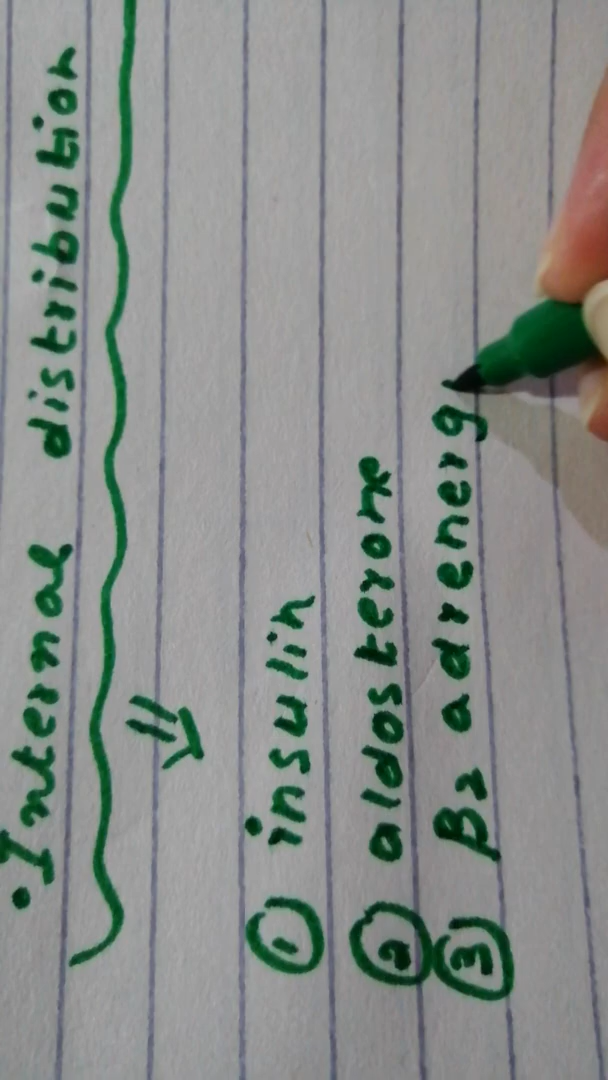 • Internal distribution
⇓
① insulin
② aldosterone
③ β2 adrenerg